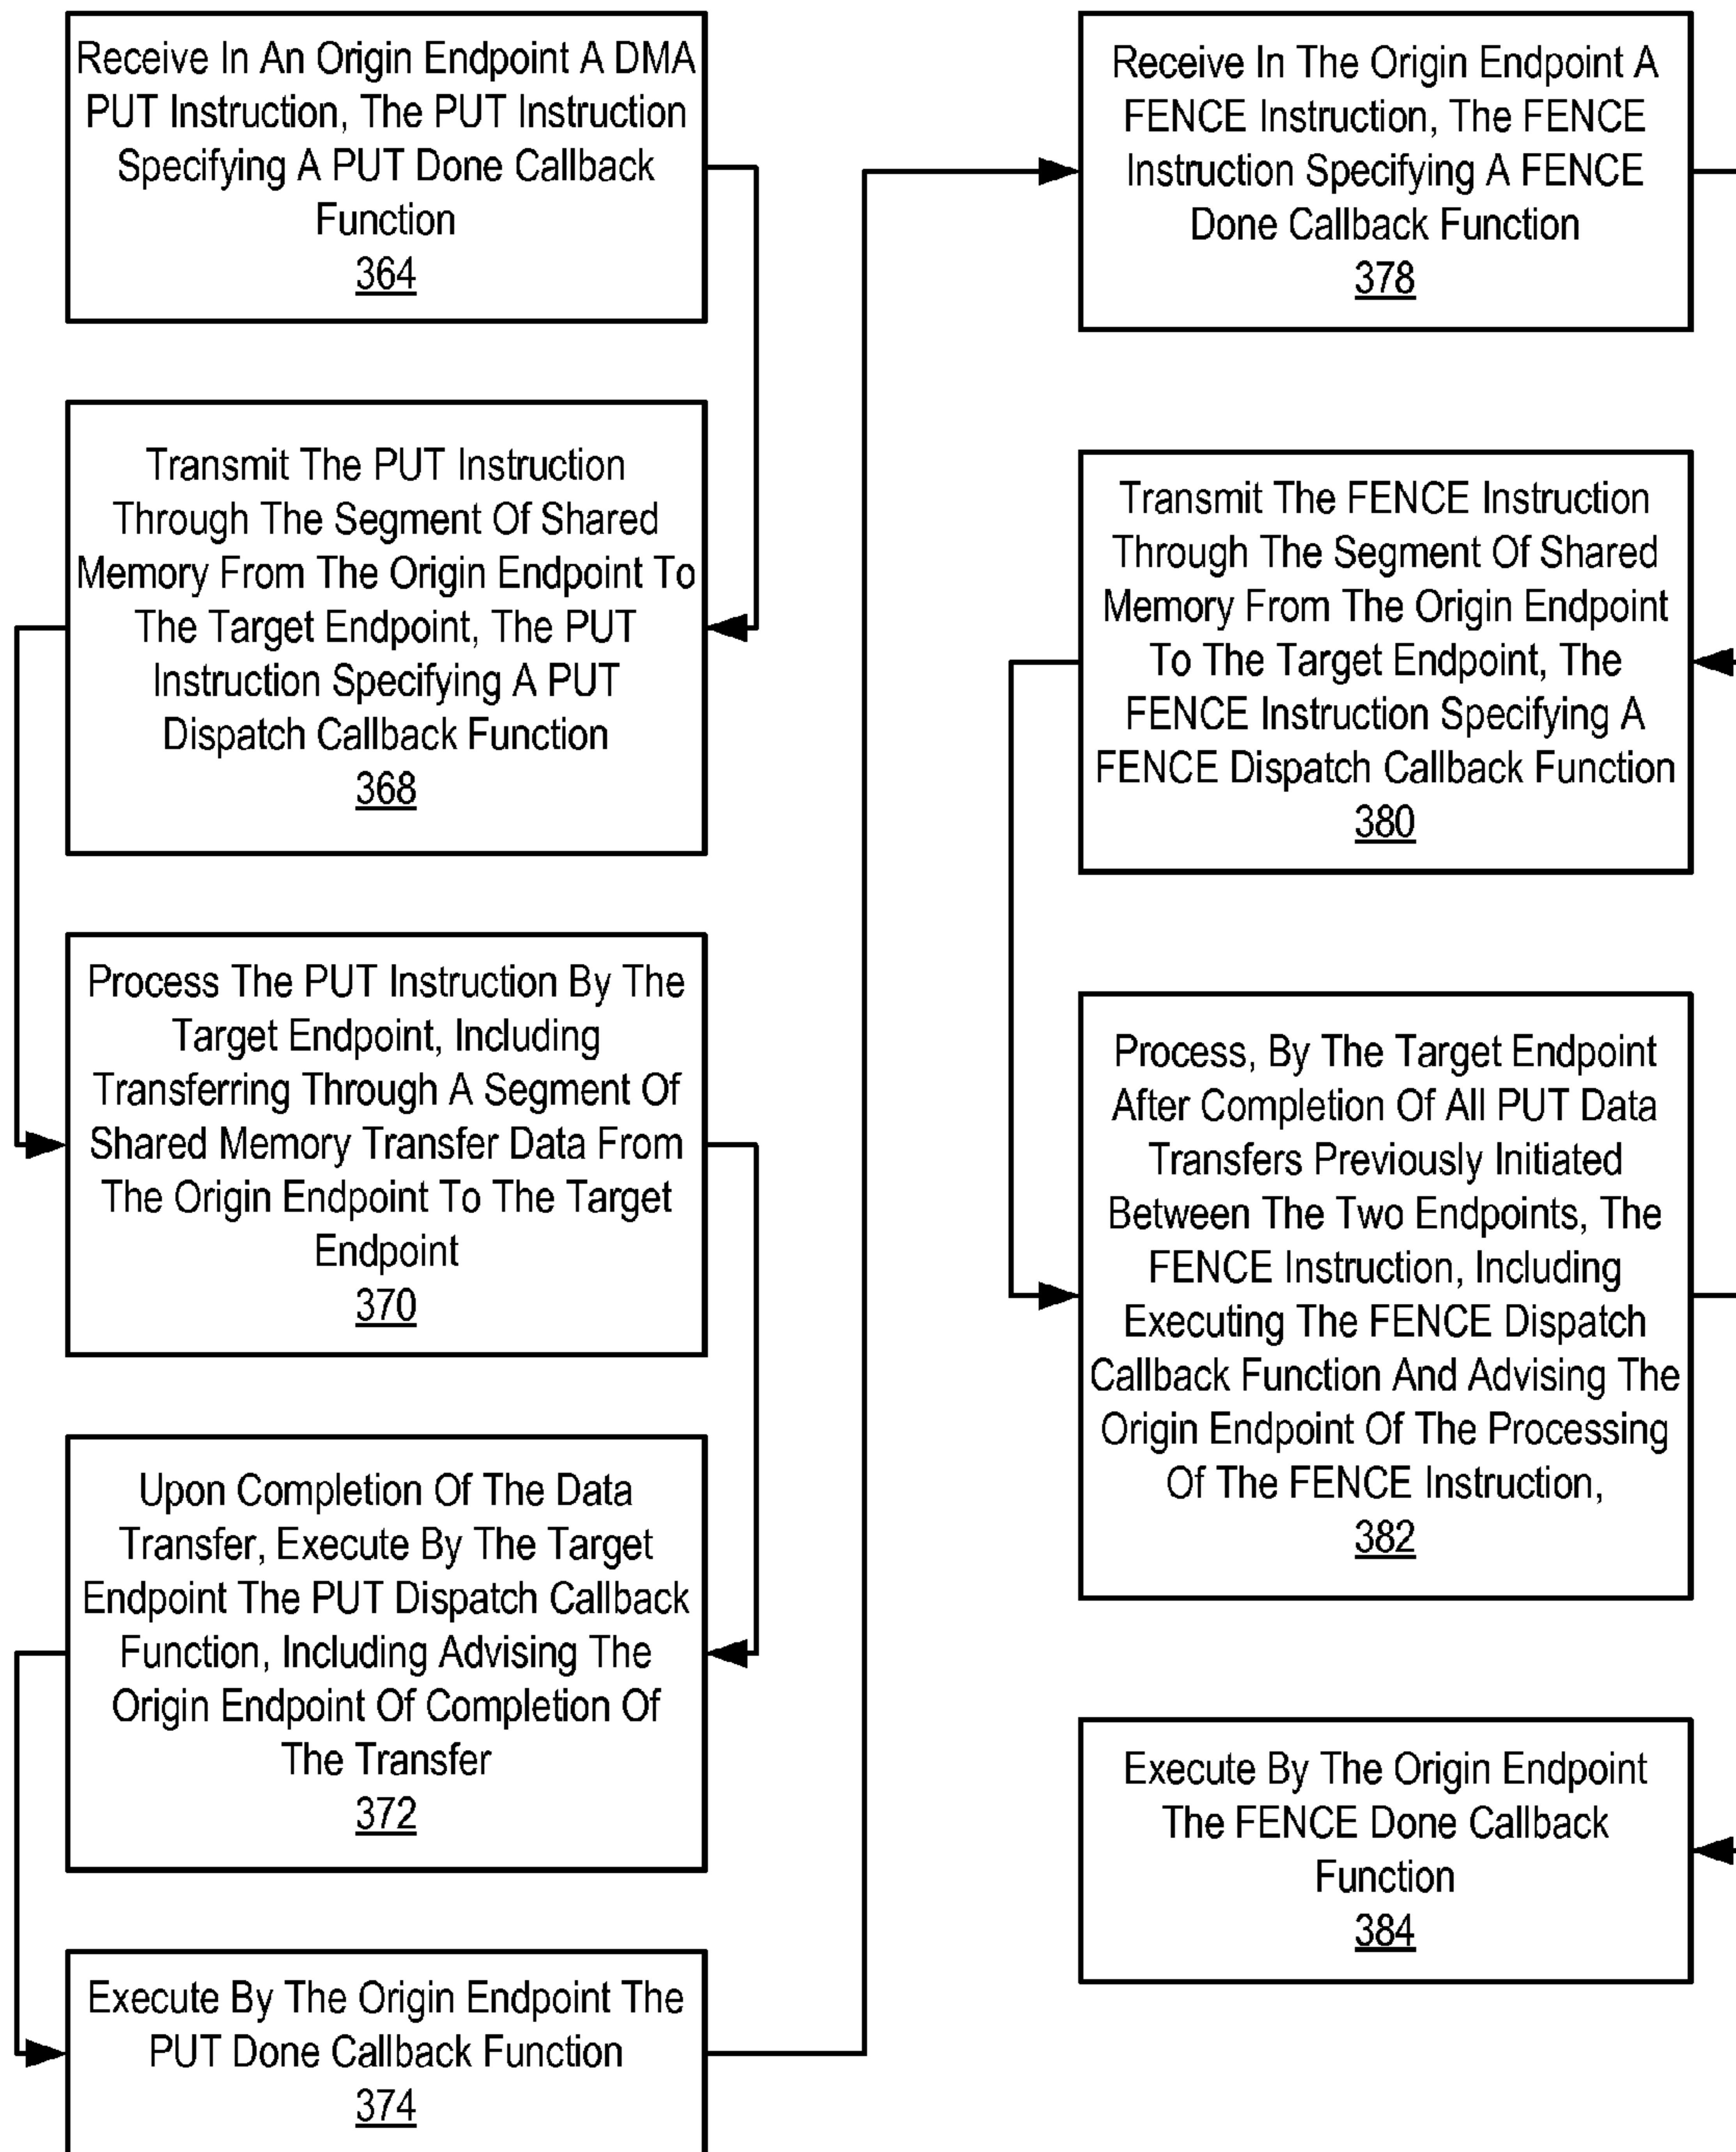 Receive In An Origin Endpoint A DMA
PUT Instruction, The PUT Instruction
Specifying A PUT Done Callback
Function
364
Transmit The PUT Instruction
Through The Segment Of Shared
Memory From The Origin Endpoint To
The Target Endpoint, The PUT
Instruction Specifying A PUT
Dispatch Callback Function
368
Process The PUT Instruction By The
Target Endpoint, Including
Transferring Through A Segment Of
Shared Memory Transfer Data From
The Origin Endpoint To The Target
Endpoint
370
Upon Completion Of The Data
Transfer, Execute By The Target
Endpoint The PUT Dispatch Callback
Function, Including Advising The
Origin Endpoint Of Completion Of
The Transfer
372
Execute By The Origin Endpoint The
PUT Done Callback Function
374
Receive In The Origin Endpoint A
FENCE Instruction, The FENCE
Instruction Specifying A FENCE
Done Callback Function
378
Transmit The FENCE Instruction
Through The Segment Of Shared
Memory From The Origin Endpoint
To The Target Endpoint, The
FENCE Instruction Specifying A
FENCE Dispatch Callback Function
380
Process, By The Target Endpoint
After Completion Of All PUT Data
Transfers Previously Initiated
Between The Two Endpoints, The
FENCE Instruction, Including
Executing The FENCE Dispatch
Callback Function And Advising The
Origin Endpoint Of The Processing
Of The FENCE Instruction,
382
Execute By The Origin Endpoint
The FENCE Done Callback
Function
384